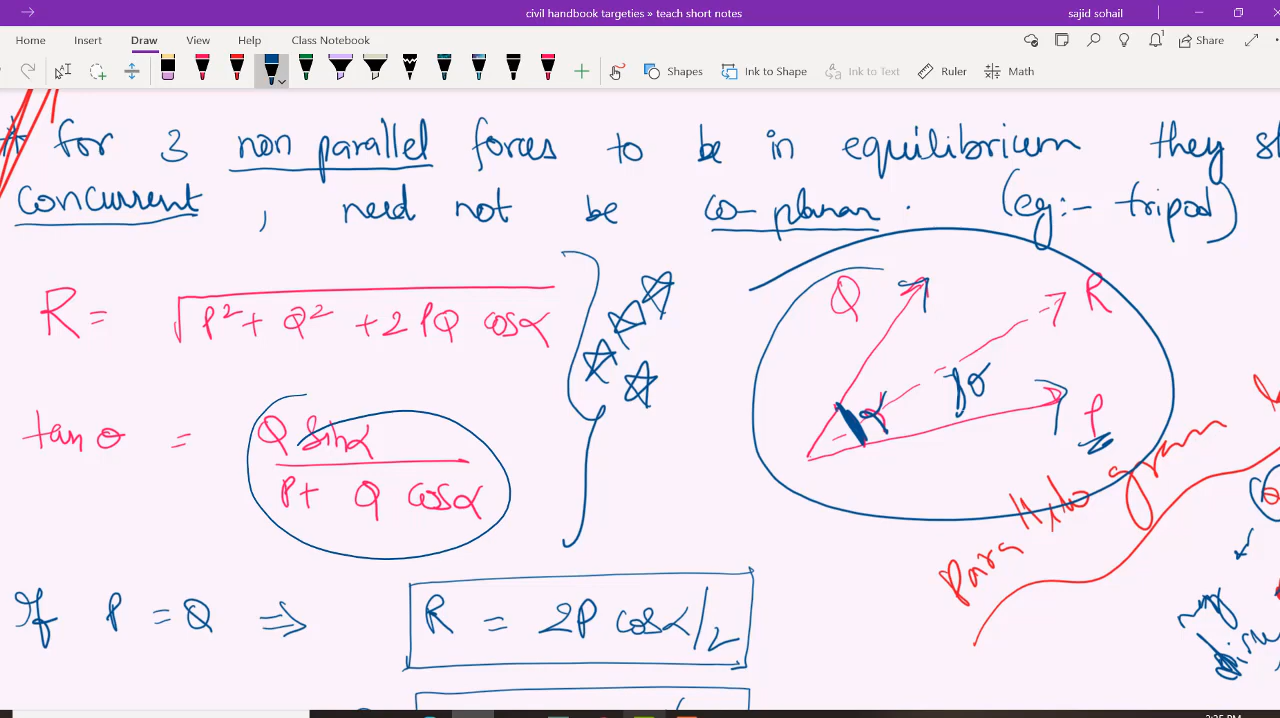 civil handbook targeties » teach short notes
sajid sohail
Home Insert Draw View Help Class Notebook
Share
Shapes Ink to Shape Ink to Text Ruler Math
for 3 non parallel forces to be in equilibrium they
concurrent , need not be co-planar . (eg:- tripod)
R = √P² + Q² + 2PQ cosα
Q R
α
P
tan θ = Q sinα / P+ Q cosα
If P = Q ⇒ R = 2P cosα/2